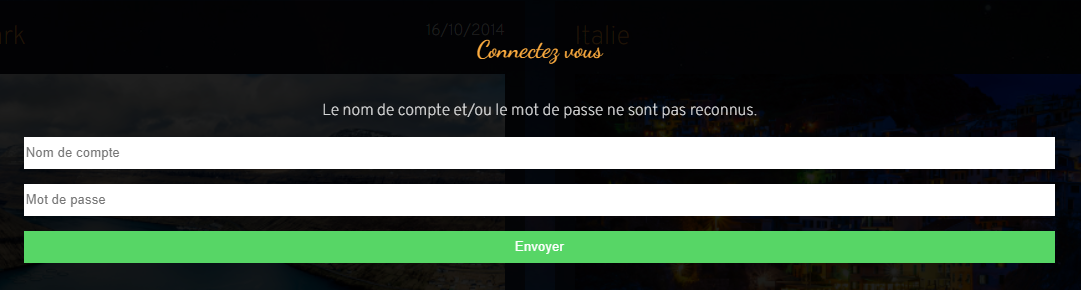 ark
16/10/2014
Italie
Connectez vous
Le nom de compte et/ou le mot de passe ne sont pas reconnus.
Nom de compte
Mot de passe
Envoyer